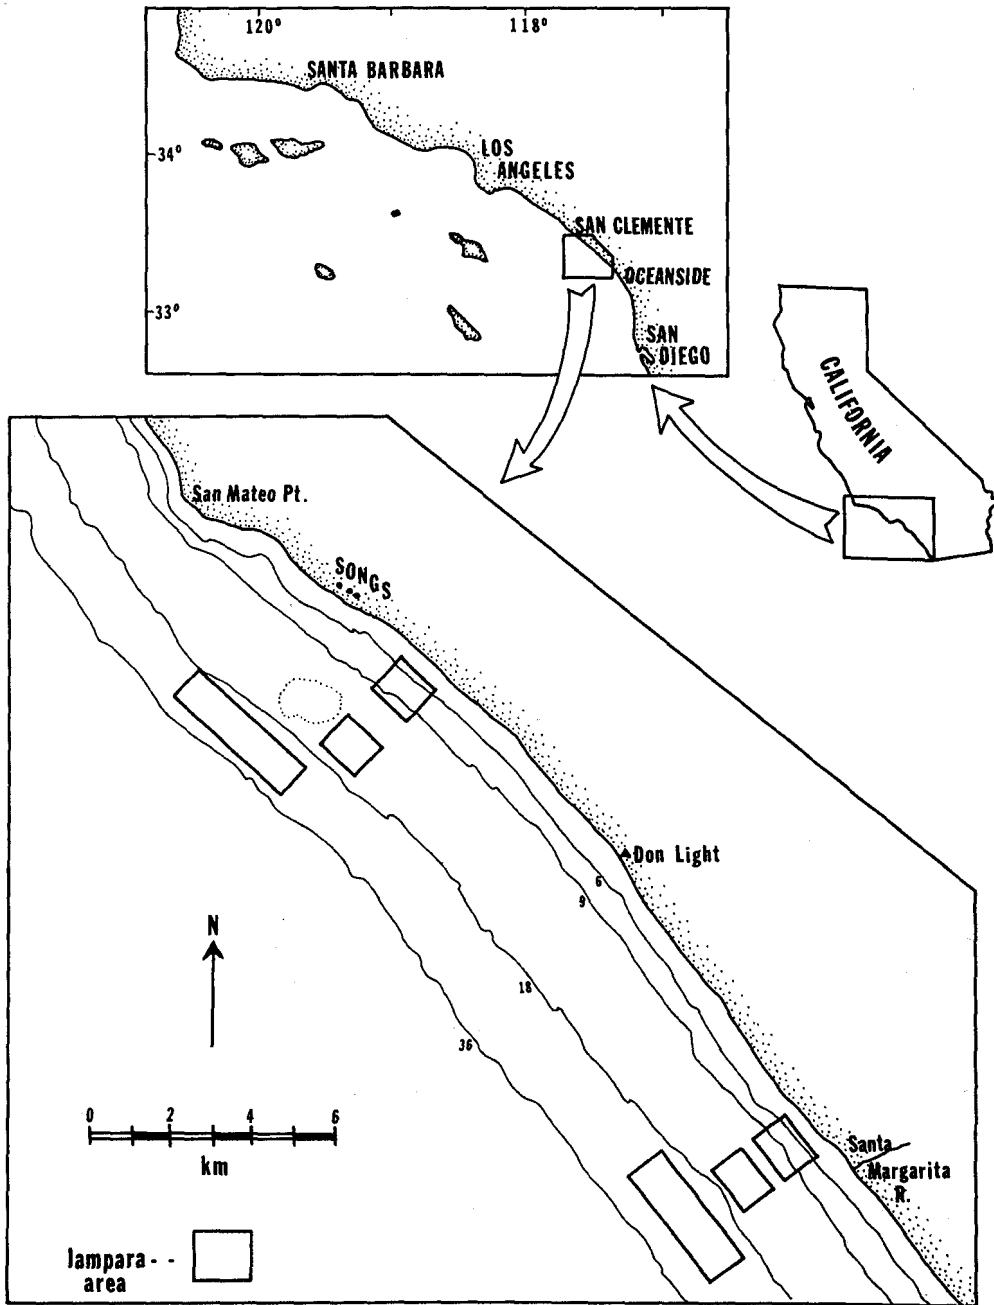 120° 118°
SANTA BARBARA
34°
LOS
ANGELES
SAN CLEMENTE
OCEANSIDE
33°
SAN
DIEGO
CALIFORNIA
San Mateo Pt.
SONGS
Don Light
6
9
N
18
36
0 2 4 6
km
Santa
Margarita
R.
lampara--
area